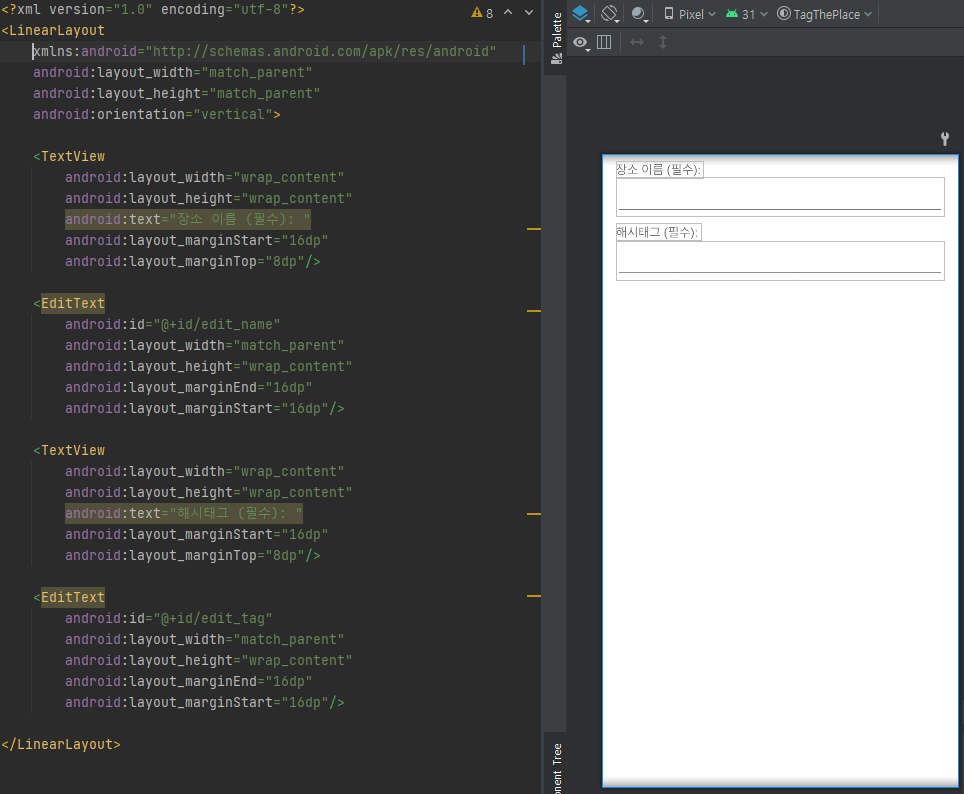 <?xml version="1.0" encoding="utf-8"?>
8
<LinearLayout
xmlns:android="http://schemas.android.com/apk/res/android"
android:layout_width="match_parent"
android:layout_height="match_parent"
android:orientation="vertical">
<TextView
android:layout_width="wrap_content"
android:layout_height="wrap_content"
android:text="장소 이름 (필수): "
android:layout_marginStart="16dp"
android:layout_marginTop="8dp"/>
<EditText
android:id="@+id/edit_name"
android:layout_width="match_parent"
android:layout_height="wrap_content"
android:layout_marginEnd="16dp"
android:layout_marginStart="16dp"/>
<TextView
android:layout_width="wrap_content"
android:layout_height="wrap_content"
android:text="해시태그 (필수): "
android:layout_marginStart="16dp"
android:layout_marginTop="8dp"/>
<EditText
android:id="@+id/edit_tag"
android:layout_width="match_parent"
android:layout_height="wrap_content"
android:layout_marginEnd="16dp"
android:layout_marginStart="16dp"/>
</LinearLayout>
Palette
Pixel 31 TagThePlace
장소 이름 (필수):
해시태그 (필수):
nent Tree